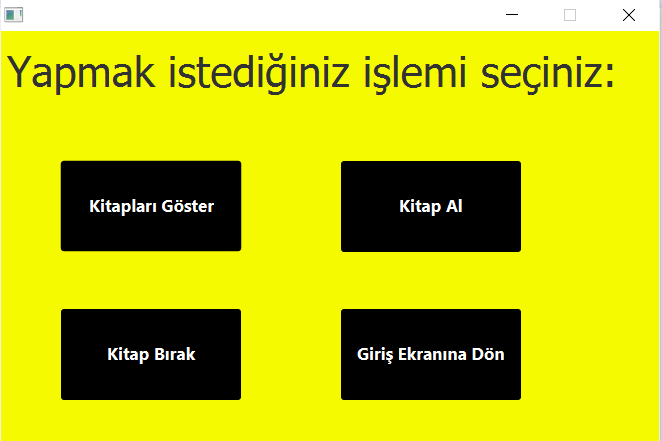 Yapmak istediğiniz işlemi seçiniz:
Kitapları Göster
Kitap Al
Kitap Bırak
Giriş Ekranına Dön